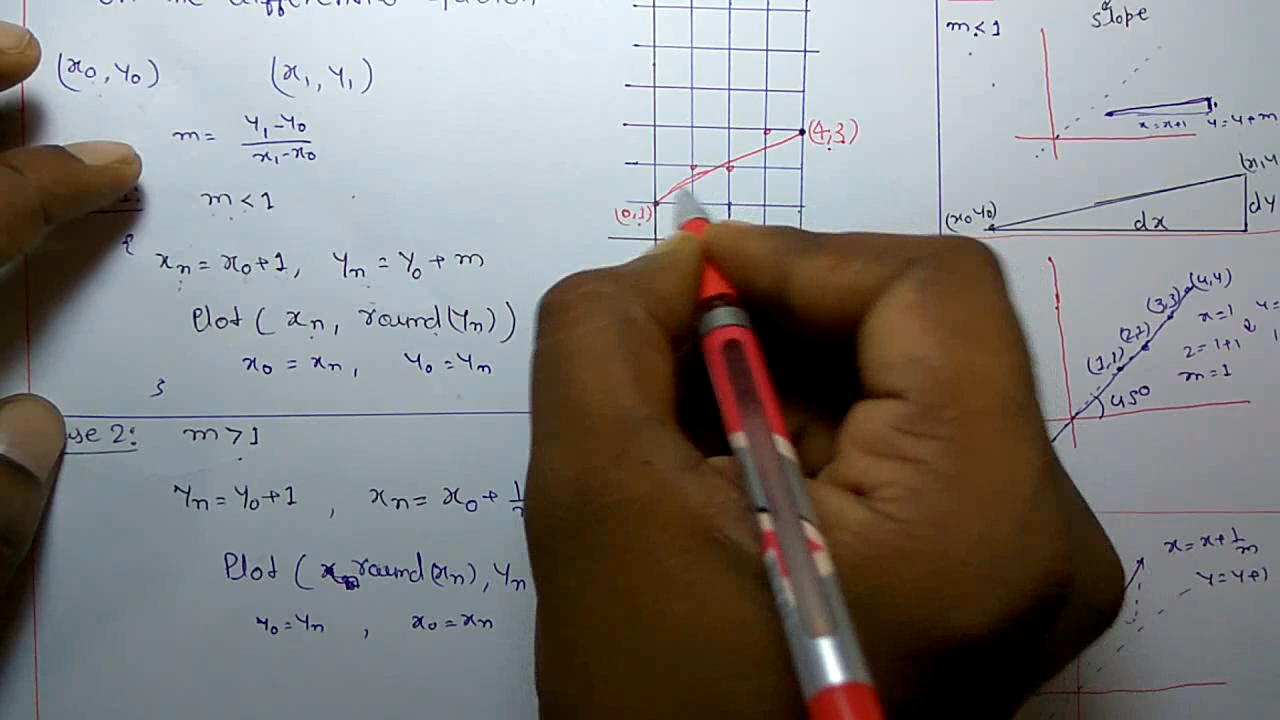 (x0, y0) (x1, y1)
m = y1-y0
x1-x0
m < 1
{
xn = x0+1, yn = y0 + m
Plot ( xn, round(yn))
x0 = xn, y0 = yn
}
2: m > 1
yn = y0+1 , xn = x0 + 1
Plot ( round(xn), yn
y0 = yn , x0 = xn
(4,3)
(0,1)
m < 1
slope
x = x+1 y = y+m
(x0 y0)
dx
dy
(1,1) (2,2) (3,3) (4,4)
x=1 y=
2=1+1
m=1
45°
x = x+1/m
y = y+1